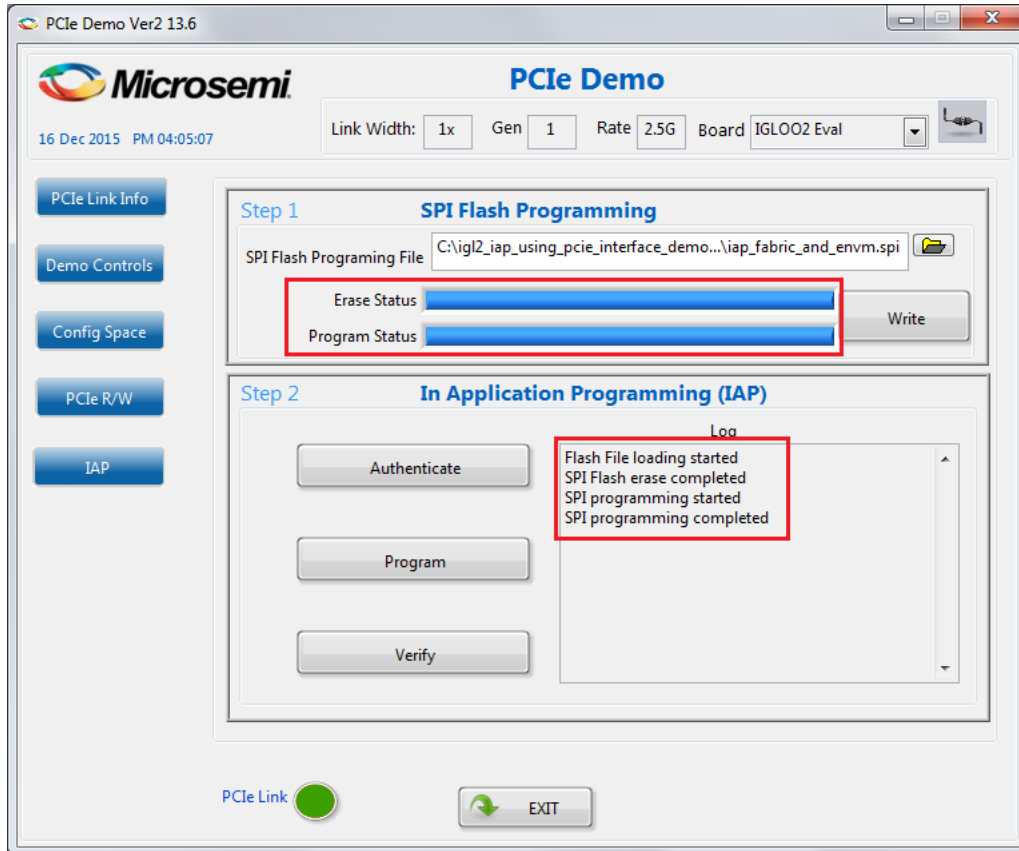 PCIe Demo Ver2 13.6
Microsemi.
PCIe Demo
16 Dec 2015 PM 04:05:07
Link Width: 1x Gen 1 Rate 2.5G Board IGLOO2 Eval
PCIe Link Info
Demo Controls
Config Space
PCIe R/W
IAP
Step 1 SPI Flash Programming
SPI Flash Programing File C:\igl2_iap_using_pcie_interface_demo...\iap_fabric_and_envm.spi
Erase Status
Program Status
Write
Step 2 In Application Programming (IAP)
Log
Authenticate
Program
Verify
Flash File loading started
SPI Flash erase completed
SPI programming started
SPI programming completed
PCIe Link
EXIT